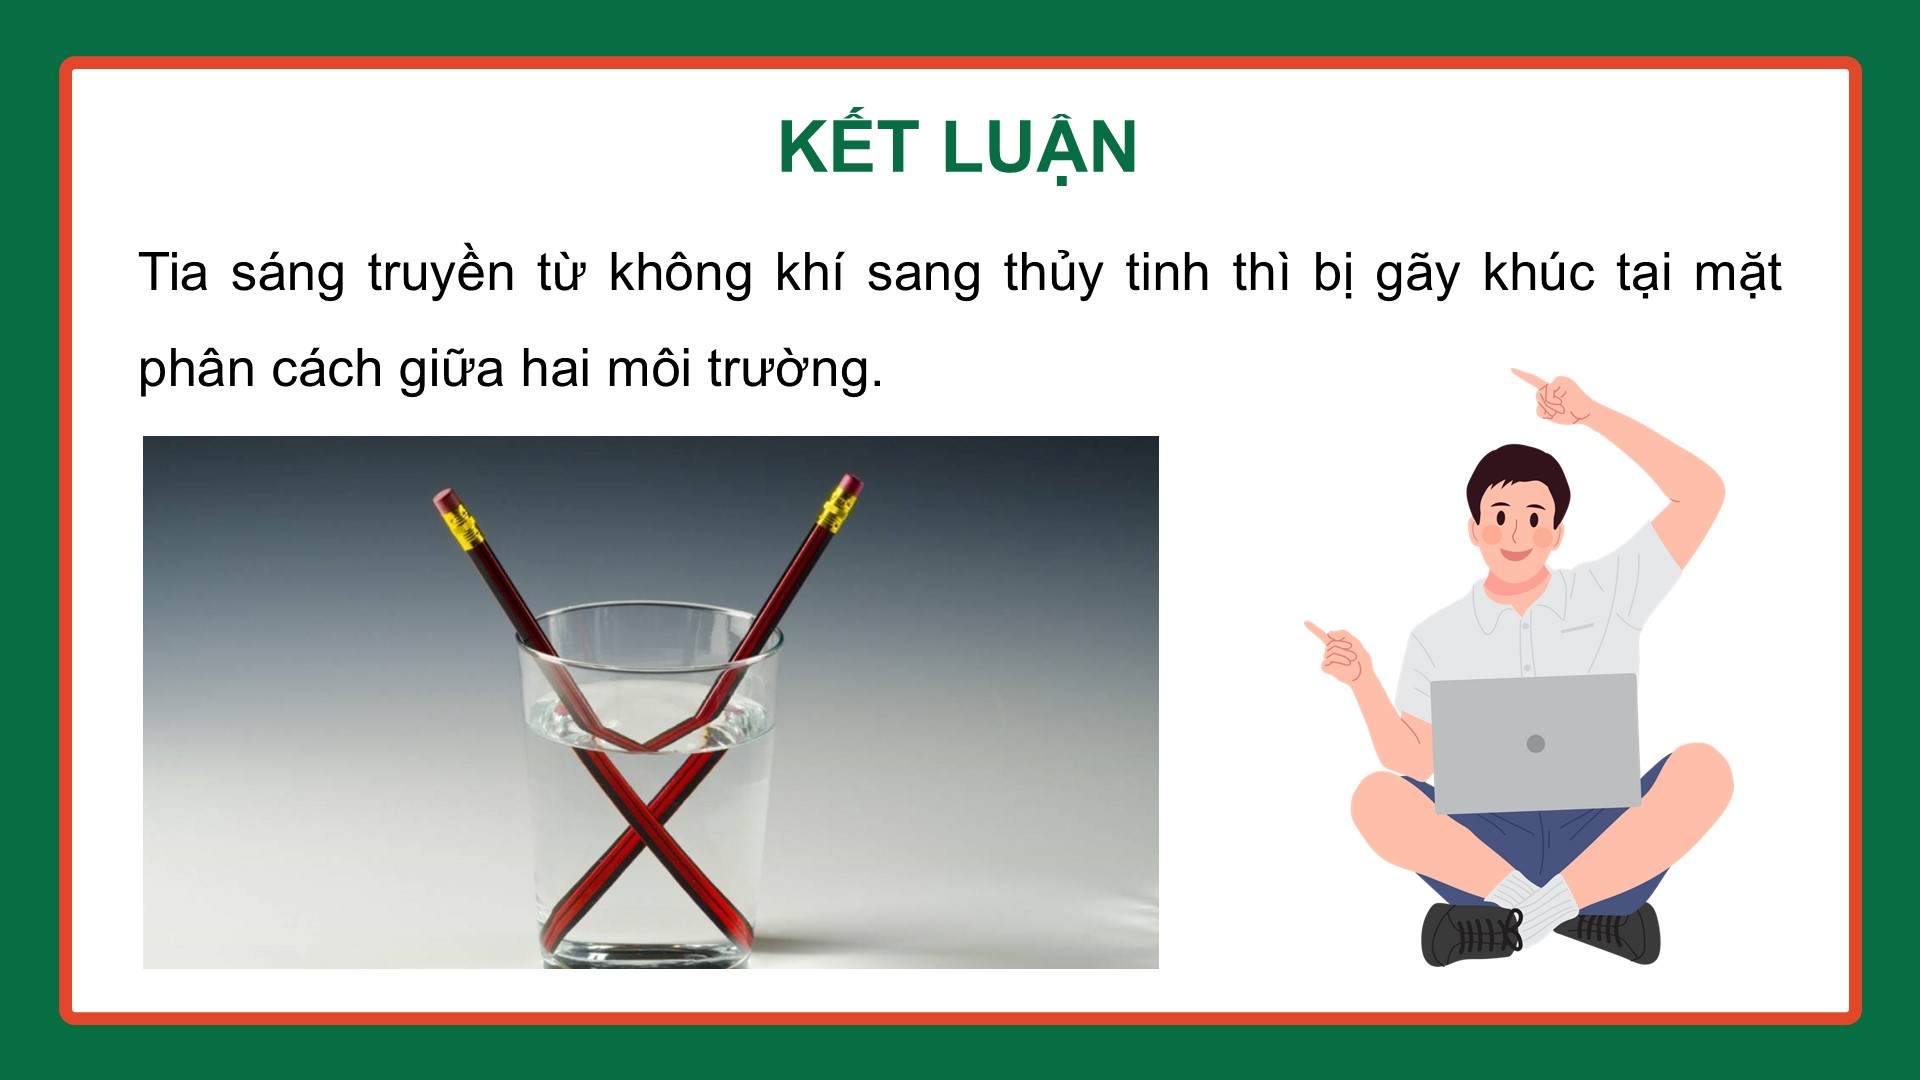 KẾT LUẬN
Tia sáng truyền từ không khí sang thủy tinh thì bị gãy khúc tại mặt
phân cách giữa hai môi trường.